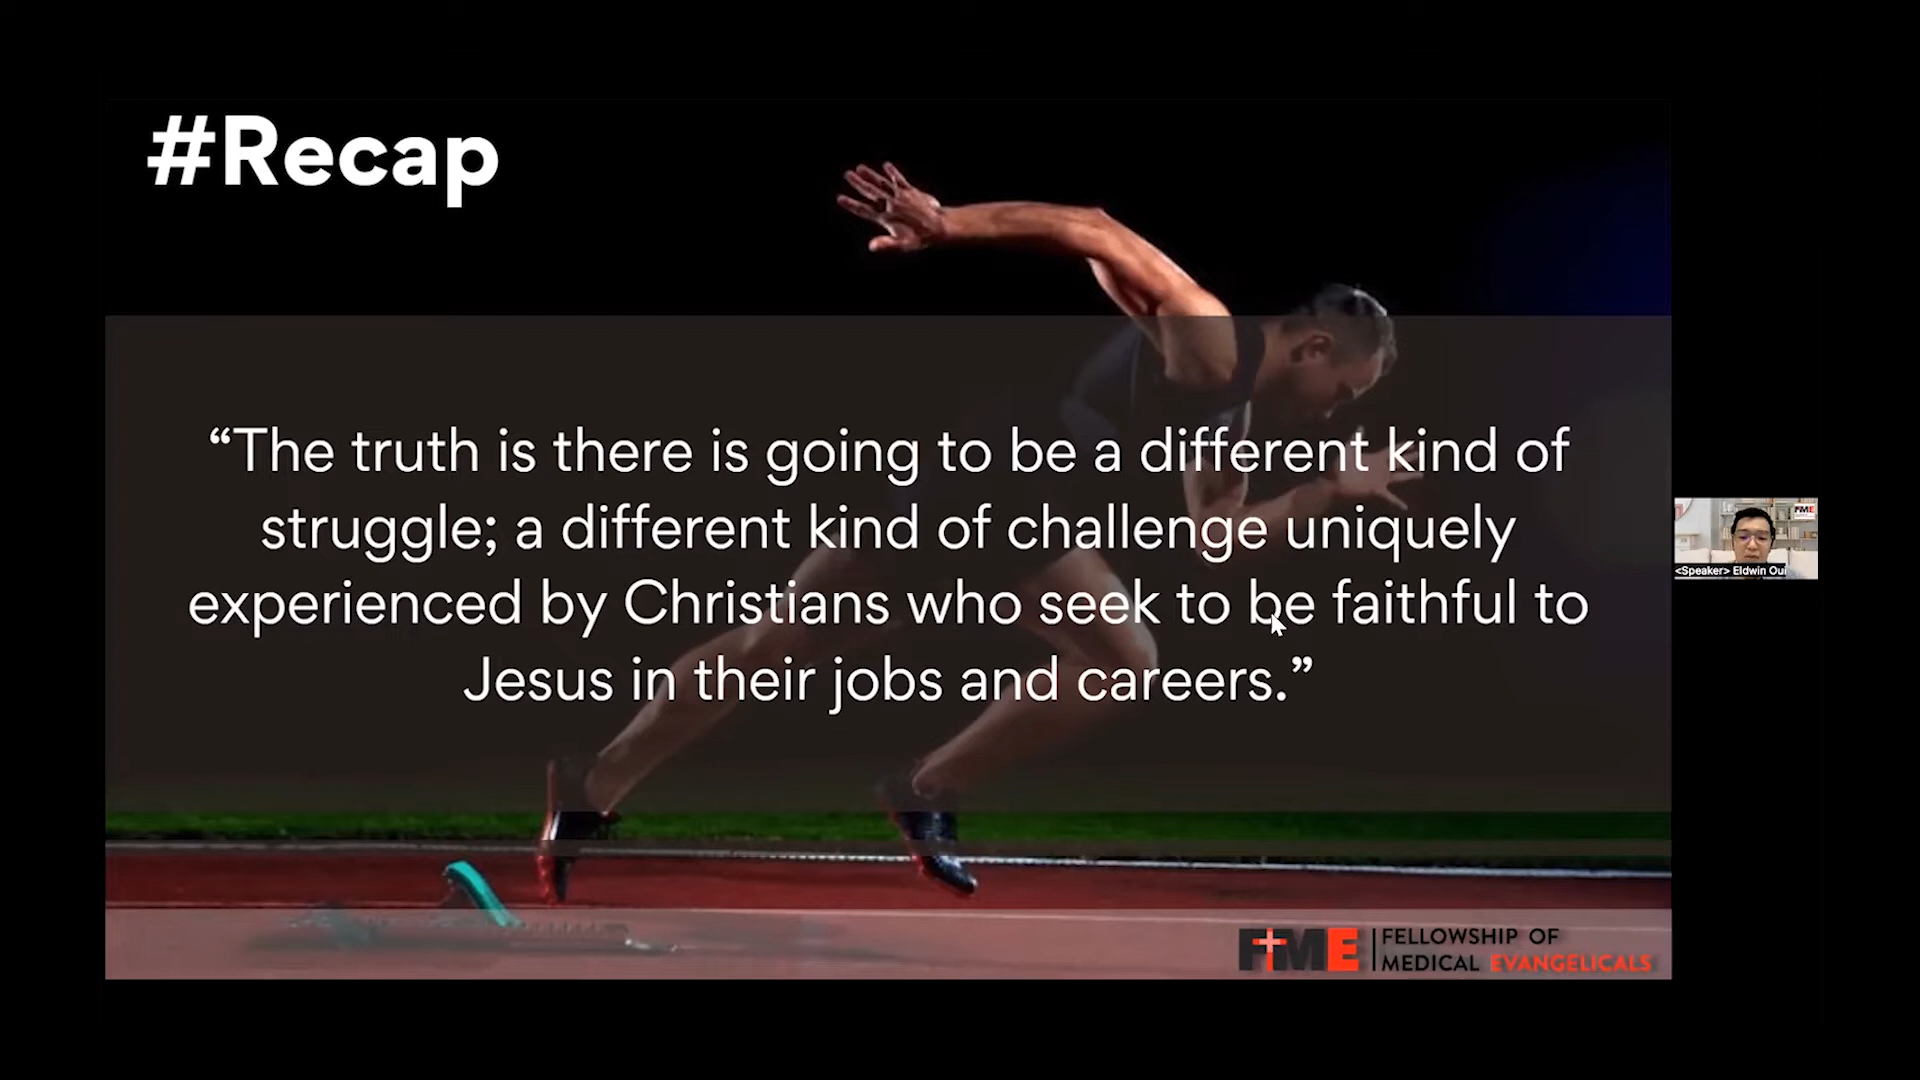 #Recap
“The truth is there is going to be a different kind of
struggle; a different kind of challenge uniquely
experienced by Christians who seek to be faithful to
Jesus in their jobs and careers.”
FME
<Speaker> Eldwin Oui
FME
FELLOWSHIP OF
MEDICAL EVANGELICALS